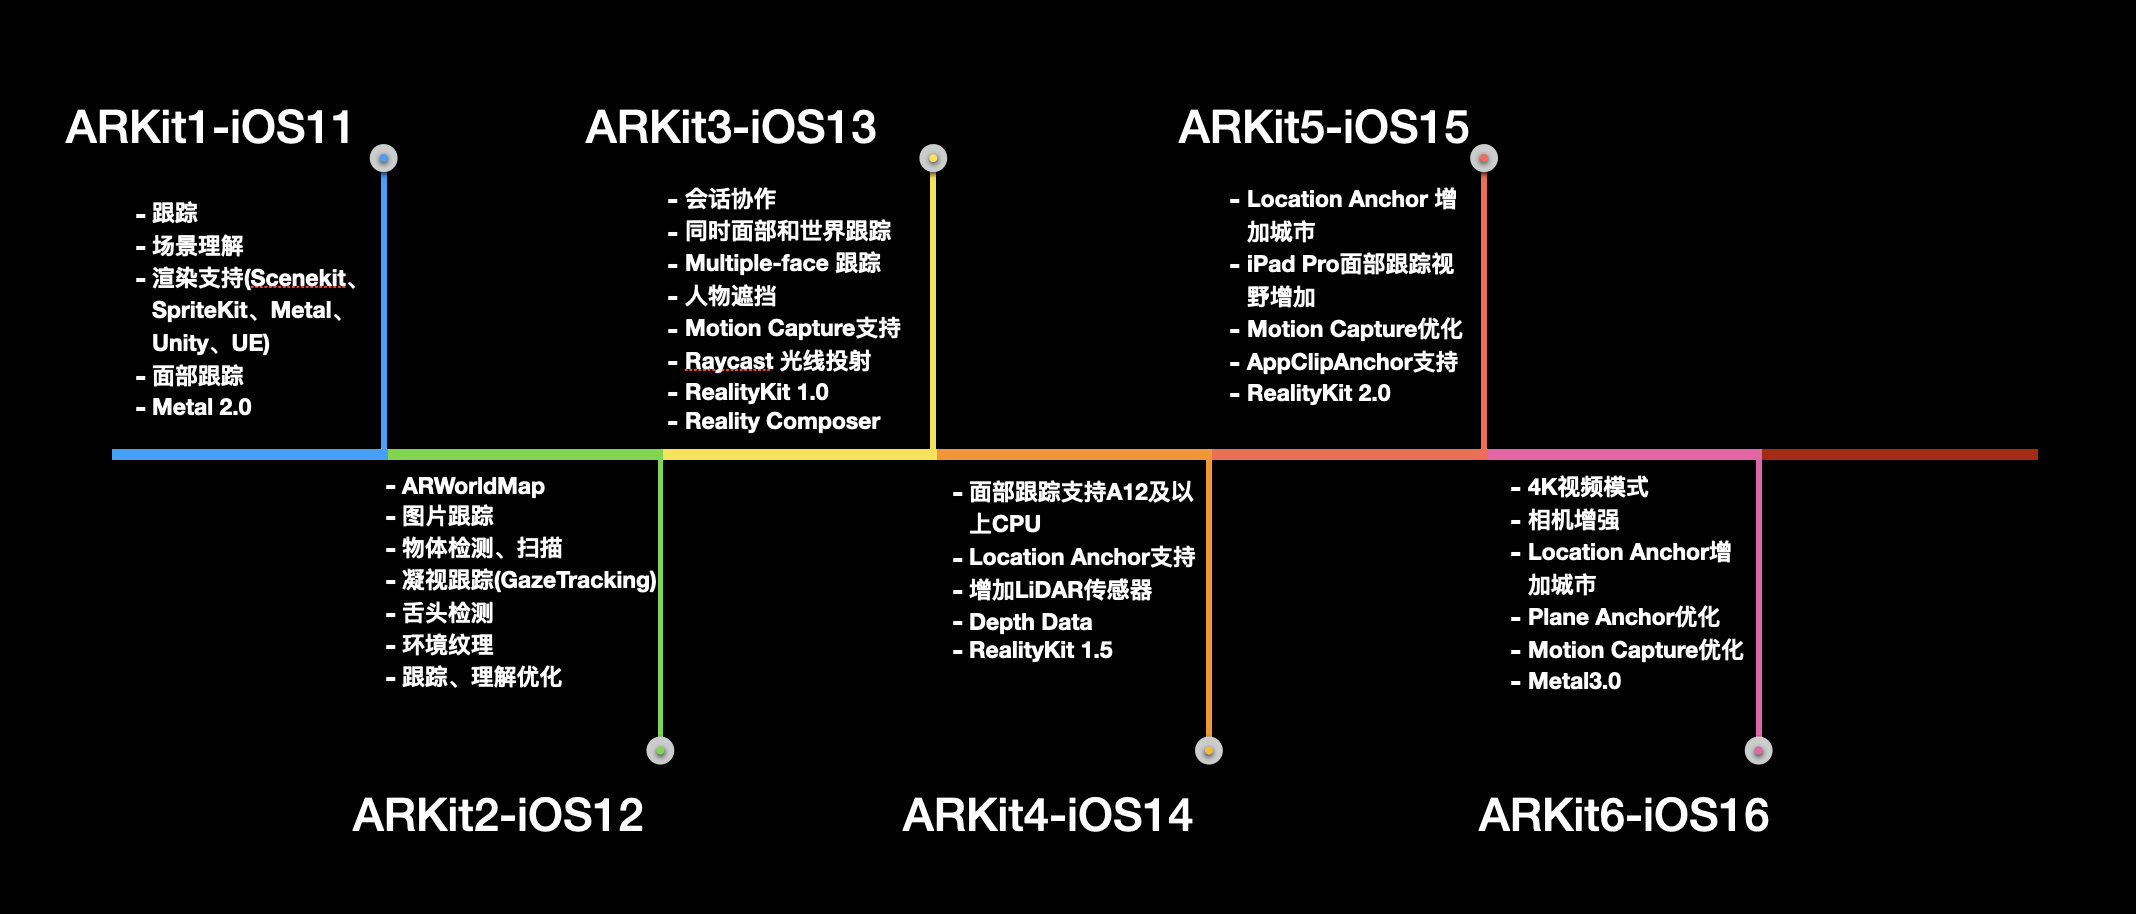 ARKit1-iOS11
- 跟踪
- 场景理解
- 渲染支持(Scenekit、
SpriteKit、Metal、
Unity、UE)
- 面部跟踪
- Metal 2.0
ARKit3-iOS13
- 会话协作
- 同时面部和世界跟踪
- Multiple-face 跟踪
- 人物遮挡
- Motion Capture支持
- Raycast 光线投射
- RealityKit 1.0
- Reality Composer
ARKit5-iOS15
- Location Anchor 增
加城市
- iPad Pro面部跟踪视
野增加
- Motion Capture优化
- AppClipAnchor支持
- RealityKit 2.0
- ARWorldMap
- 图片跟踪
- 物体检测、扫描
- 凝视跟踪(GazeTracking)
- 舌头检测
- 环境纹理
- 跟踪、理解优化
ARKit2-iOS12
- 面部跟踪支持A12及以
上CPU
- Location Anchor支持
- 增加LiDAR传感器
- Depth Data
- RealityKit 1.5
ARKit4-iOS14
- 4K视频模式
- 相机增强
- Location Anchor增
加城市
- Plane Anchor优化
- Motion Capture优化
- Metal3.0
ARKit6-iOS16